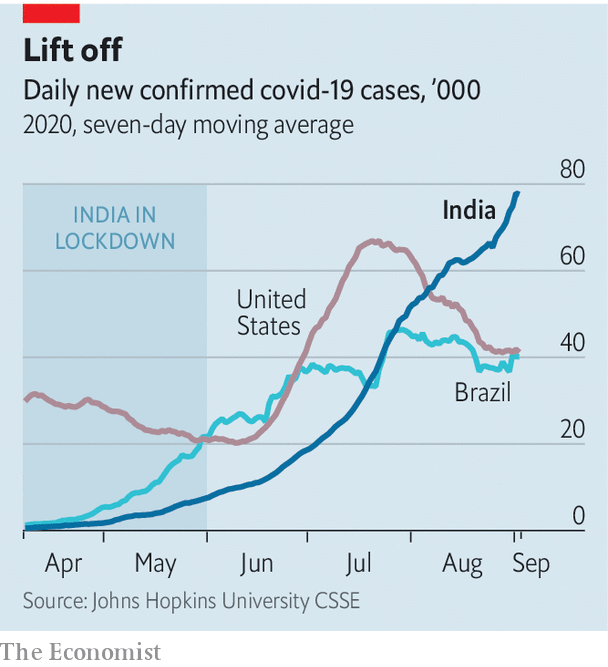 Lift off
Daily new confirmed covid-19 cases, ’000
2020, seven-day moving average
80
INDIA IN
LOCKDOWN
India
60
United
States
40
Brazil
20
0
Apr May Jun Jul Aug Sep
Source: Johns Hopkins University CSSE
The Economist